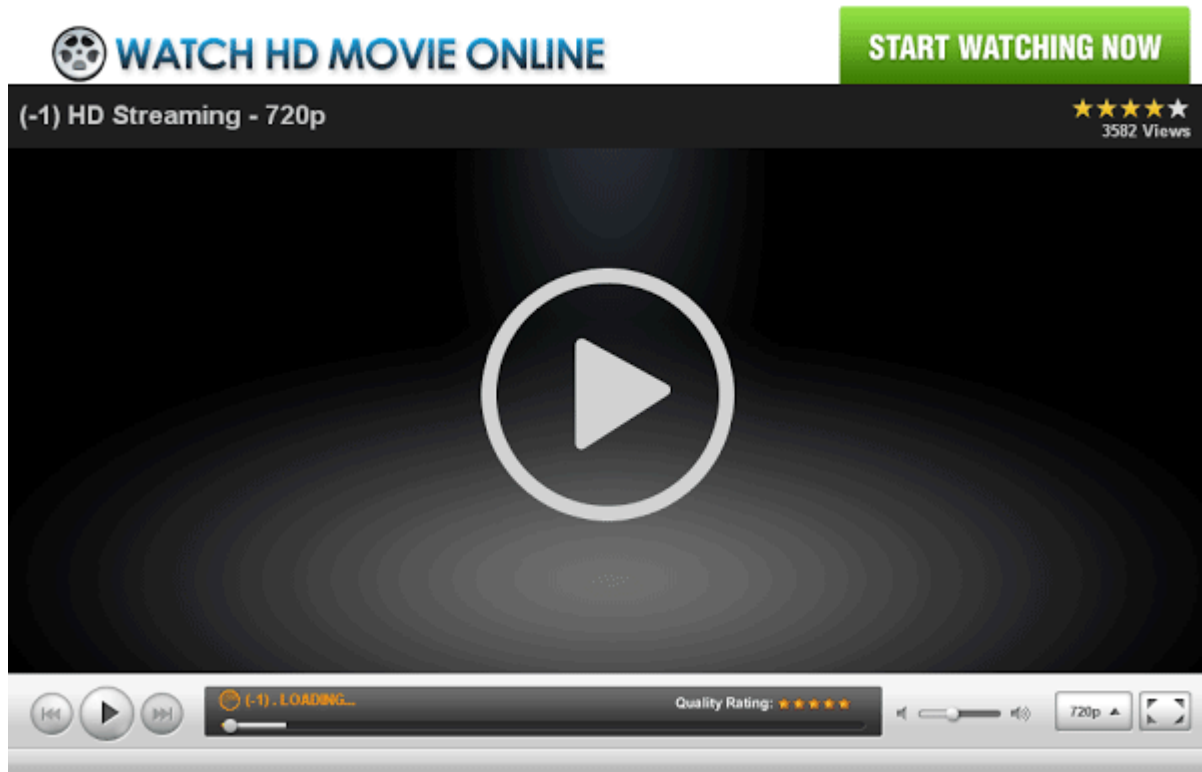 WATCH HD MOVIE ONLINE
START WATCHING NOW
(-1) HD Streaming - 720p
3582 Views
(-1) . LOADING...
Quality Rating:
720p